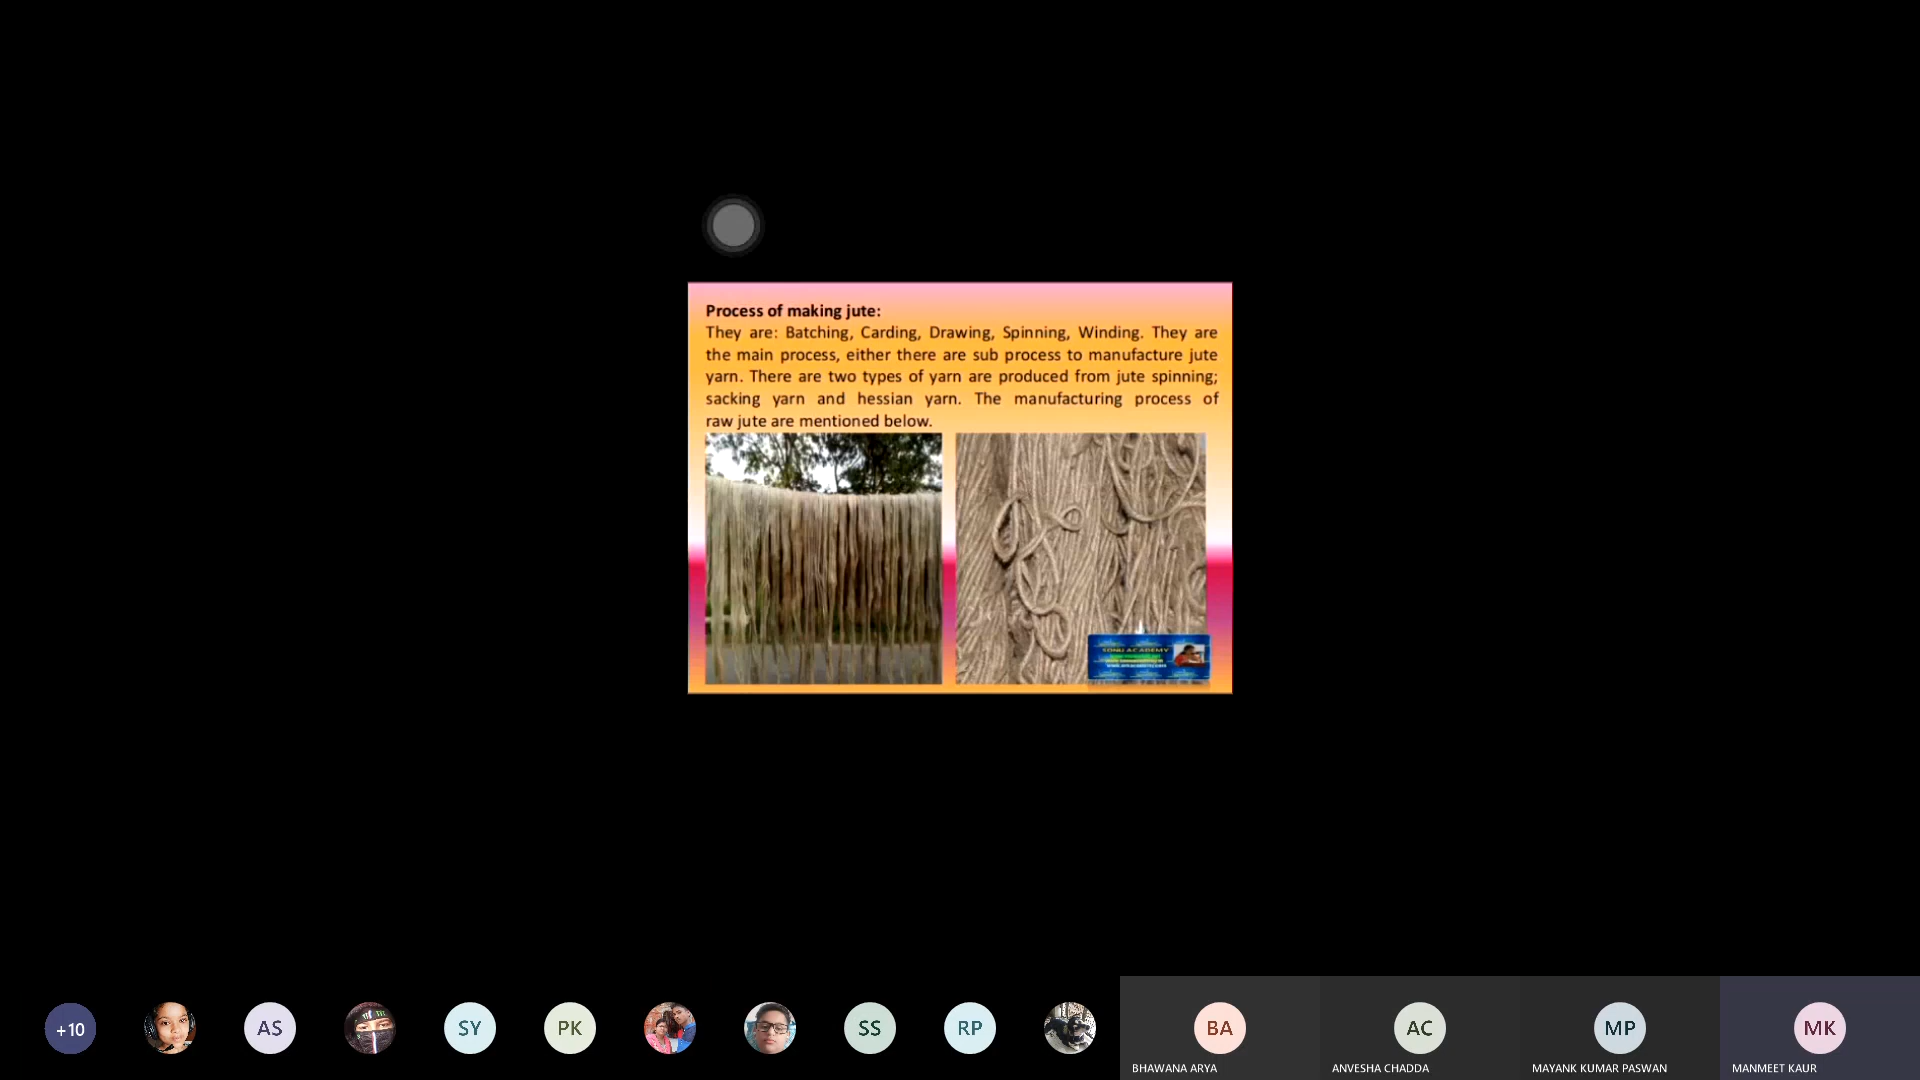 Process of making jute:
They are: Batching, Carding, Drawing, Spinning, Winding. They are
the main process, either there are sub process to manufacture jute
yarn. There are two types of yarn are produced from jute spinning;
sacking yarn and hessian yarn. The manufacturing process of
raw jute are mentioned below.
SONU ACADEMY
+10
AS
SY
PK
SS
RP
BA
AC
MP
MK
BHAWANA ARYA
ANVESHA CHADDA
MAYANK KUMAR PASWAN
MANMEET KAUR